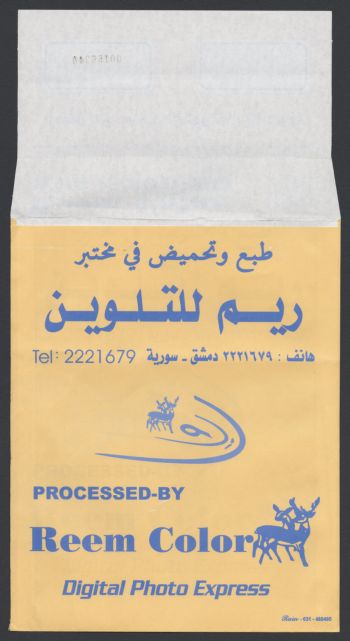 طبع وتحميض في مختبر
ريم للتلوين
Tel: 2221679 هاتف : ٢٢٢١٦٧٩ دمشق - سورية
PROCESSED-BY
Reem Color
Digital Photo Express